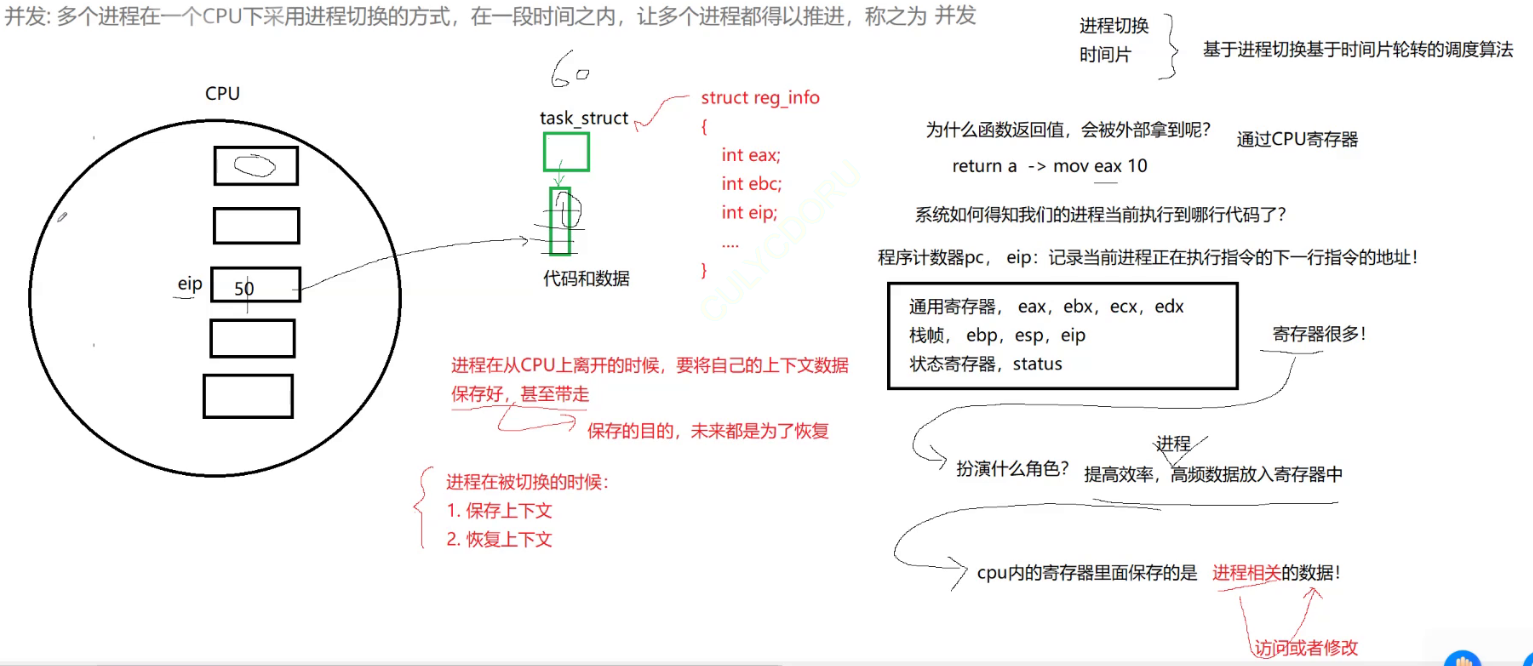 并发: 多个进程在一个CPU下采用进程切换的方式，在一段时间之内，让多个进程都得以推进，称之为 并发
进程切换
时间片
基于进程切换基于时间片轮转的调度算法
CPU
eip
50
60
task_struct
代码和数据
struct reg_info
{
int eax;
int ebc;
int eip;
....
}
为什么函数返回值，会被外部拿到呢？
通过CPU寄存器
return a -> mov eax 10
系统如何得知我们的进程当前执行到哪行代码了？
程序计数器pc， eip：记录当前进程正在执行指令的下一行指令的地址！
通用寄存器， eax，ebx，ecx，edx
栈帧， ebp，esp，eip
状态寄存器，status
寄存器很多！
进程在从CPU上离开的时候，要将自己的上下文数据
保存好，甚至带走
保存的目的，未来都是为了恢复
进程在被切换的时候：
1. 保存上下文
2. 恢复上下文
扮演什么角色？
进程
提高效率，高频数据放入寄存器中
cpu内的寄存器里面保存的是 进程相关的数据！
访问或者修改